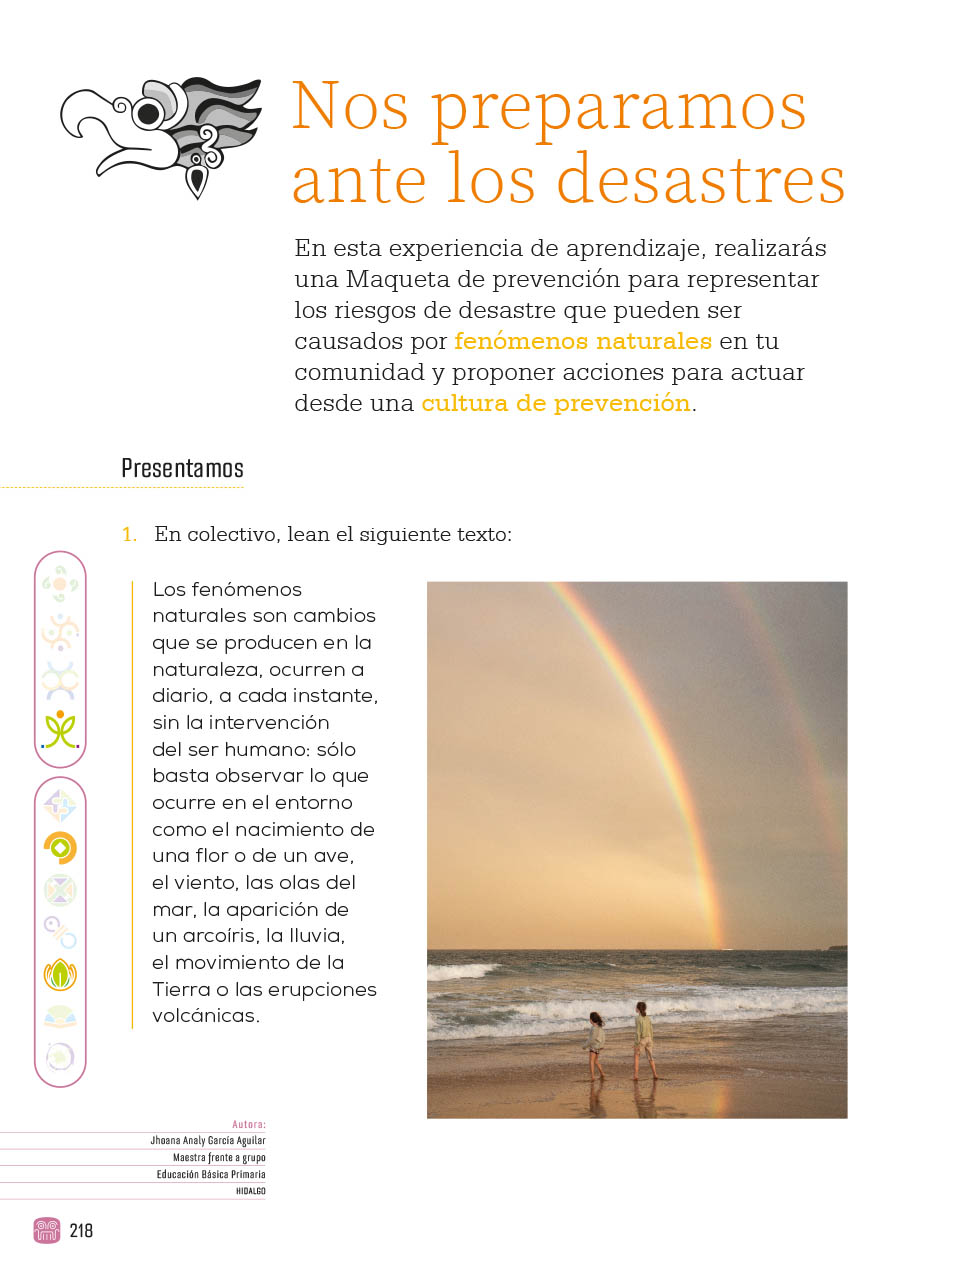 Nos preparamos
ante los desastres
En esta experiencia de aprendizaje, realizarás
una Maqueta de prevención para representar
los riesgos de desastre que pueden ser
causados por fenómenos naturales en tu
comunidad y proponer acciones para actuar
desde una cultura de prevención.
Presentamos
1. En colectivo, lean el siguiente texto:
Los fenómenos
naturales son cambios
que se producen en la
naturaleza, ocurren a
diario, a cada instante,
sin la intervención
del ser humano: sólo
basta observar lo que
ocurre en el entorno
como el nacimiento de
una flor o de un ave,
el viento, las olas del
mar, la aparición de
un arcoíris, la lluvia,
el movimiento de la
Tierra o las erupciones
volcánicas.
Autora:
Jhoana Analy García Aguilar
Maestra frente a grupo
Educación Básica Primaria
HIDALGO
218